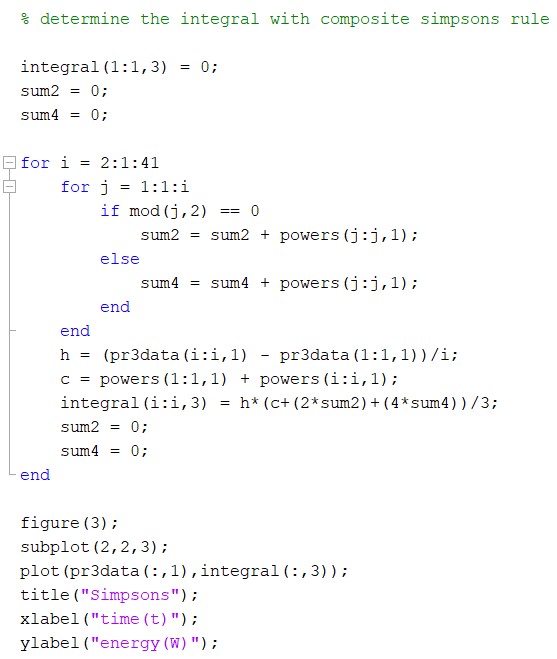 % determine the integral with composite simpsons rule
integral(1:1,3) = 0;
sum2 = 0;
sum4 = 0;
for i = 2:1:41
for j = 1:1:i
if mod(j,2) == 0
sum2 = sum2 + powers(j:j,1);
else
sum4 = sum4 + powers(j:j,1);
end
end
h = (pr3data(i:i,1) - pr3data(1:1,1))/i;
c = powers(1:1,1) + powers(i:i,1);
integral(i:i,3) = h*(c+(2*sum2)+(4*sum4))/3;
sum2 = 0;
sum4 = 0;
end
figure(3);
subplot(2,2,3);
plot(pr3data(:,1),integral(:,3));
title("Simpsons");
xlabel("time(t)");
ylabel("energy(W)");